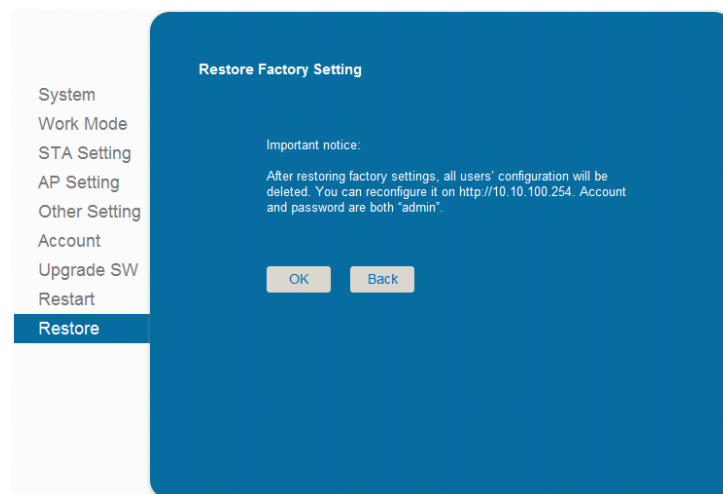 Restore Factory Setting
System
Work Mode
STA Setting
AP Setting
Other Setting
Account
Upgrade SW
Restart
Restore
Important notice:
After restoring factory settings, all users’ configuration will be
deleted. You can reconfigure it on http://10.10.100.254. Account
and password are both “admin”.
OK Back